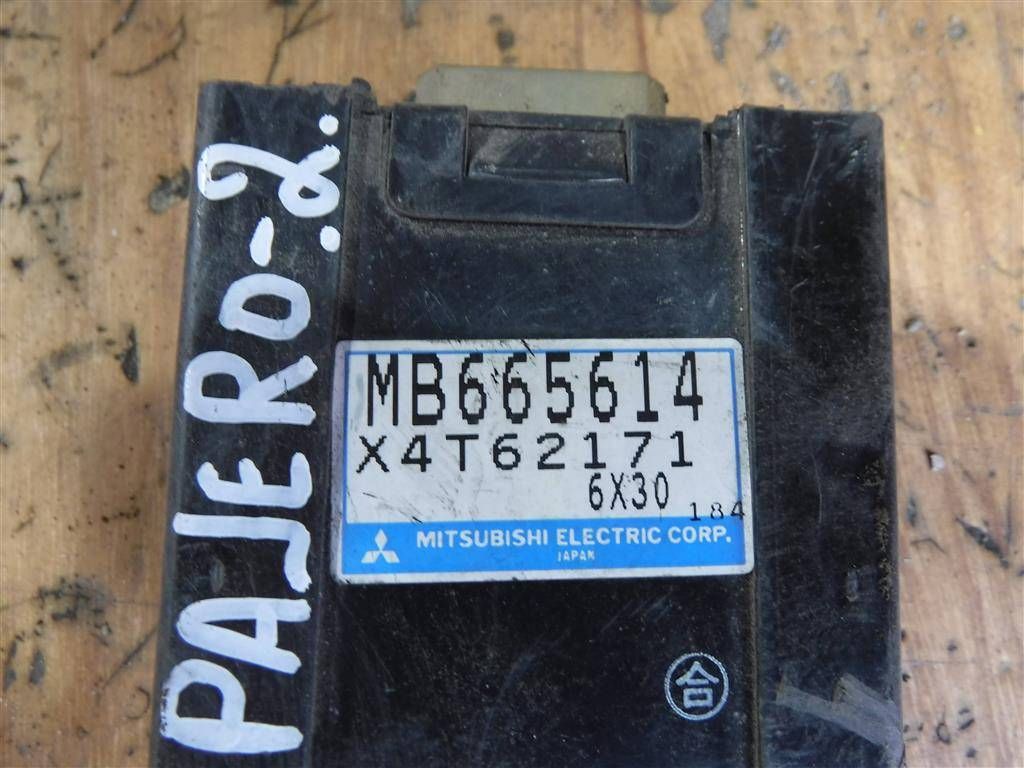 PAJERO-2.
MB665614
X4T62171
6X30 184
MITSUBISHI ELECTRIC CORP.
JAPAN
合